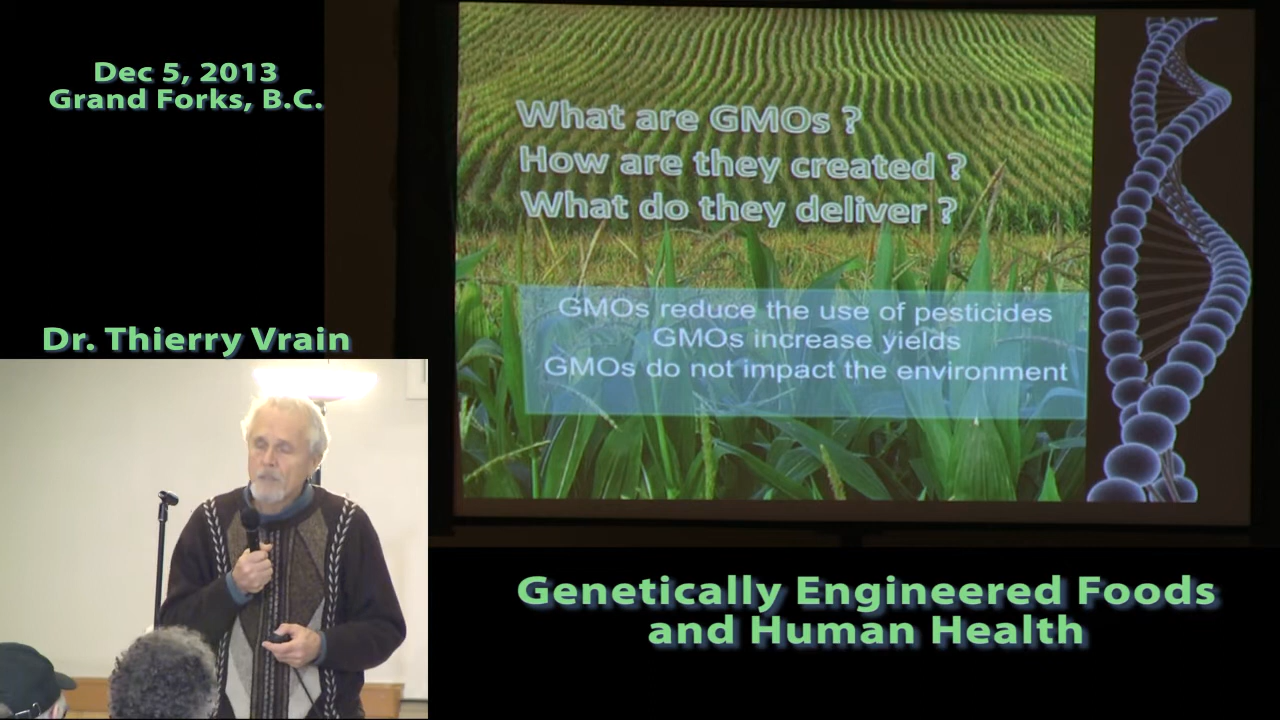 Dec 5, 2013
Grand Forks, B.C.
What are GMOs ?
How are they created ?
What do they deliver ?
GMOs reduce the use of pesticides
GMOs increase yields
GMOs do not impact the environment
Dr. Thierry Vrain
Genetically Engineered Foods
and Human Health